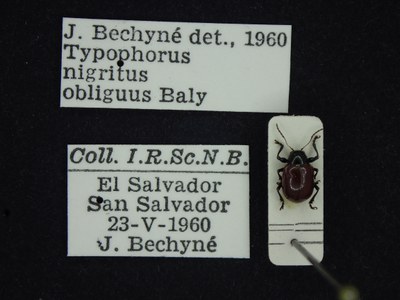 J. Bechyné det., 1960
Typophorus
nigritus
obliguus Baly
Coll. I.R.Sc.N.B.
El Salvador
San Salvador
23-V-1960
J. Bechyné